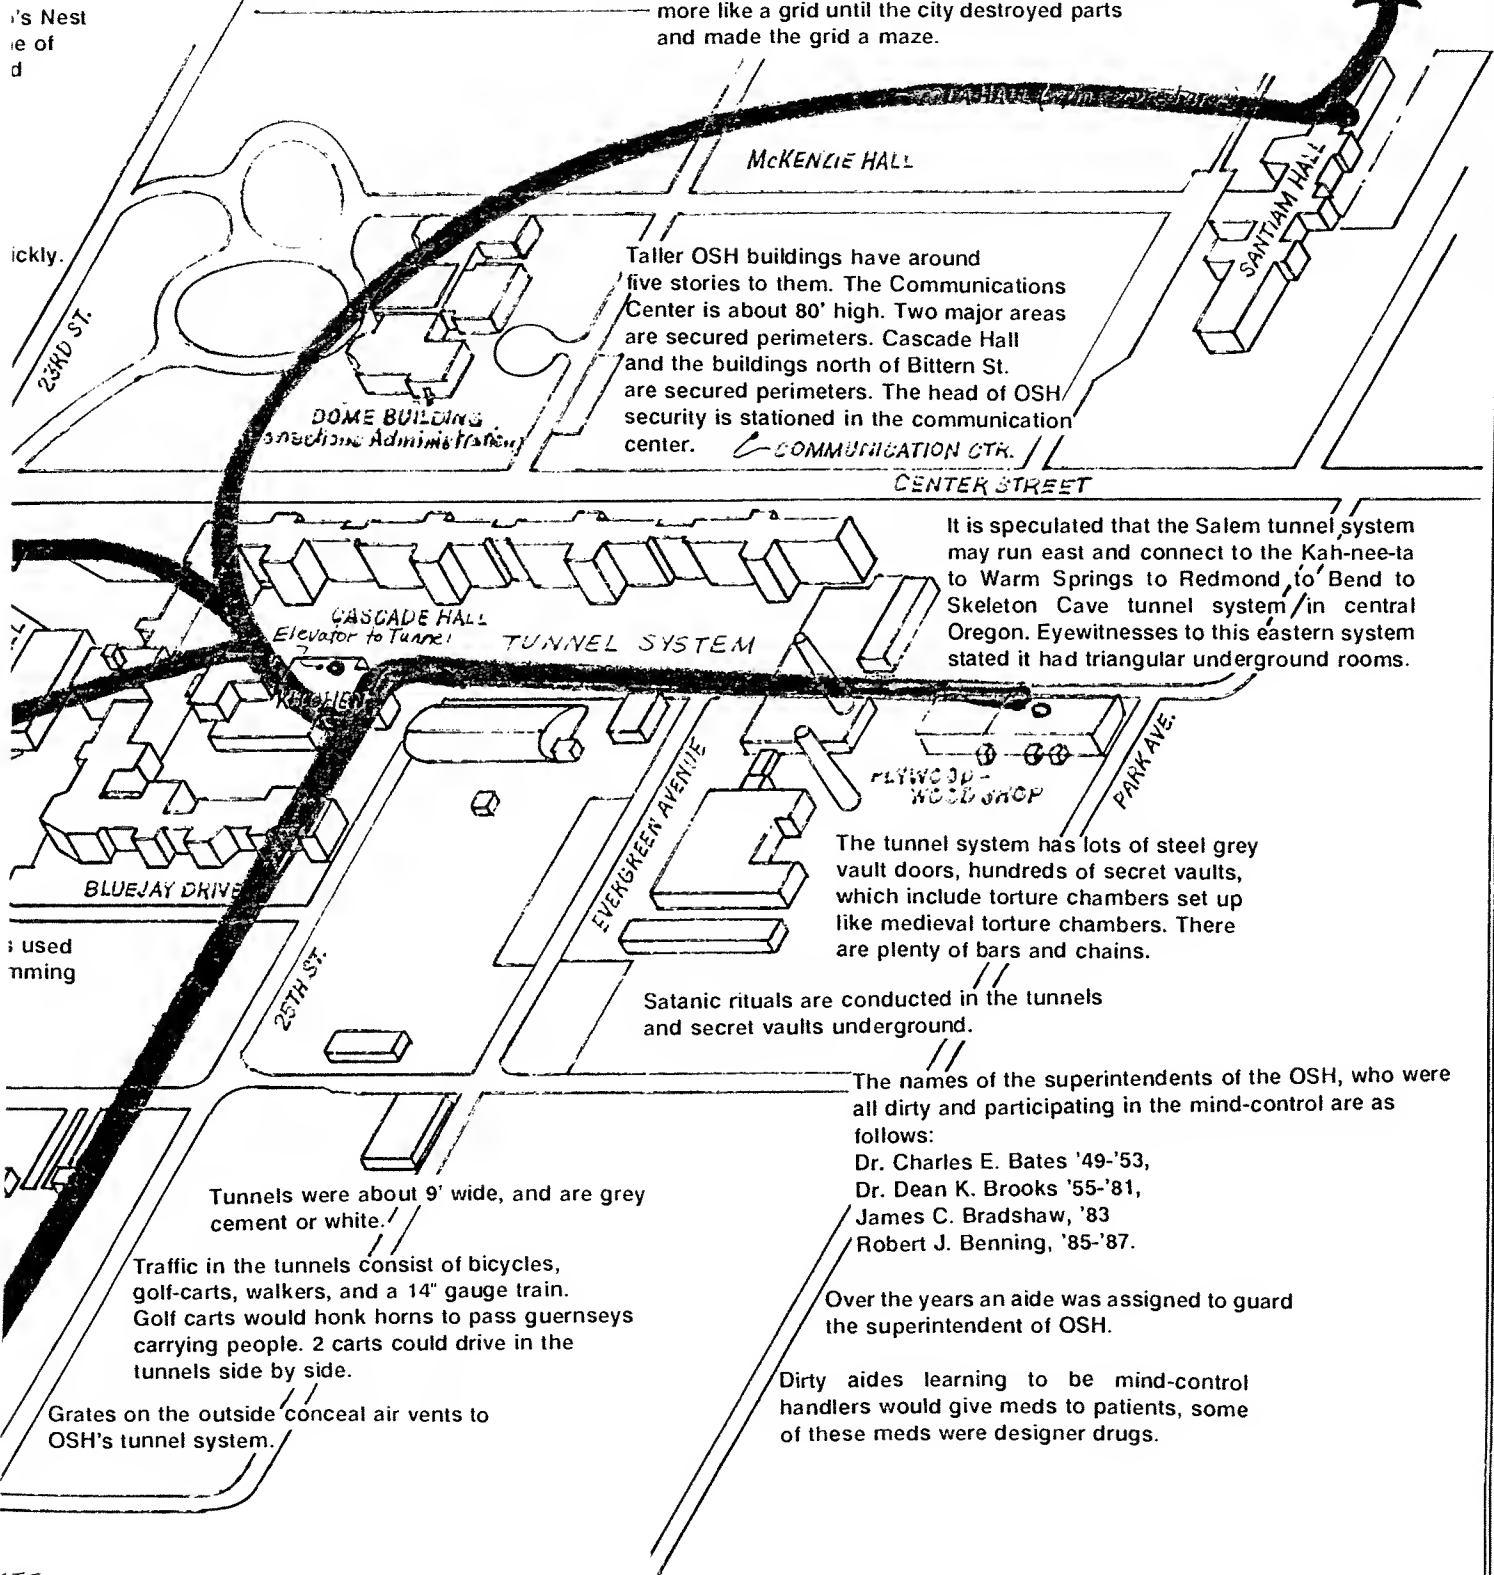 's Nest
e of
d
more like a grid until the city destroyed parts
and made the grid a maze.
McKENZIE HALL
SANTIAM HALL
ickly.
23RD ST.
Taller OSH buildings have around
five stories to them. The Communications
Center is about 80' high. Two major areas
are secured perimeters. Cascade Hall
and the buildings north of Bittern St.
are secured perimeters. The head of OSH
security is stationed in the communication
center.
COMMUNICATION CTR.
DOME BUILDING
Administration)
CENTER STREET
It is speculated that the Salem tunnel system
may run east and connect to the Kah-nee-ta
to Warm Springs to Redmond to Bend to
Skeleton Cave tunnel system in central
Oregon. Eyewitnesses to this eastern system
stated it had triangular underground rooms.
CASCADE HALL
Elevator to Tunnel
TUNNEL SYSTEM
KITCHEN
PLYWOOD -
WOOD SHOP
PARK AVE.
EVERGREEN AVENUE
BLUEJAY DRIVE
The tunnel system has lots of steel grey
vault doors, hundreds of secret vaults,
which include torture chambers set up
like medieval torture chambers. There
are plenty of bars and chains.
s used
mming
25TH ST.
Satanic rituals are conducted in the tunnels
and secret vaults underground.
The names of the superintendents of the OSH, who were
all dirty and participating in the mind-control are as
follows:
Dr. Charles E. Bates '49-'53,
Dr. Dean K. Brooks '55-'81,
James C. Bradshaw, '83
Robert J. Benning, '85-'87.
Tunnels were about 9' wide, and are grey
cement or white.
Traffic in the tunnels consist of bicycles,
golf-carts, walkers, and a 14" gauge train.
Golf carts would honk horns to pass guernseys
carrying people. 2 carts could drive in the
tunnels side by side.
Over the years an aide was assigned to guard
the superintendent of OSH.
Dirty aides learning to be mind-control
handlers would give meds to patients, some
of these meds were designer drugs.
Grates on the outside conceal air vents to
OSH's tunnel system.